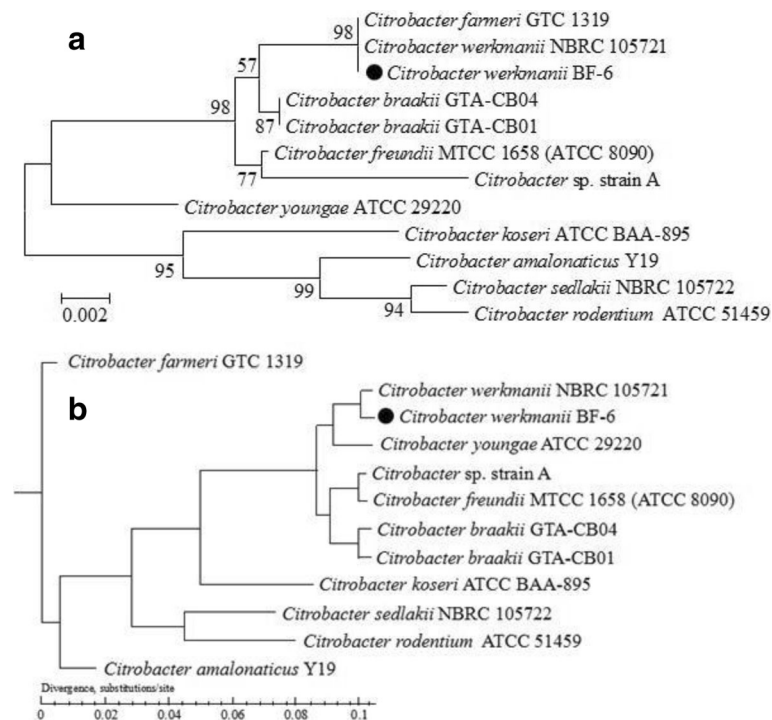 a
Citrobacter farmeri GTC 1319
98
Citrobacter werkmanii NBRC 105721
57
Citrobacter werkmanii BF-6
Citrobacter braakii GTA-CB04
98
87
Citrobacter braakii GTA-CB01
Citrobacter freundii MTCC 1658 (ATCC 8090)
77
Citrobacter sp. strain A
Citrobacter youngae ATCC 29220
Citrobacter koseri ATCC BAA-895
95
Citrobacter amalonaticus Y19
99
Citrobacter sedlakii NBRC 105722
94
Citrobacter rodentium ATCC 51459
0.002
Citrobacter farmeri GTC 1319
b
Citrobacter werkmanii NBRC 105721
Citrobacter werkmanii BF-6
Citrobacter youngae ATCC 29220
Citrobacter sp. strain A
Citrobacter freundii MTCC 1658 (ATCC 8090)
Citrobacter braakii GTA-CB04
Citrobacter braakii GTA-CB01
Citrobacter koseri ATCC BAA-895
Citrobacter sedlakii NBRC 105722
Citrobacter rodentium ATCC 51459
Citrobacter amalonaticus Y19
Divergence, substitutions/site
0 0.02 0.04 0.06 0.08 0.1